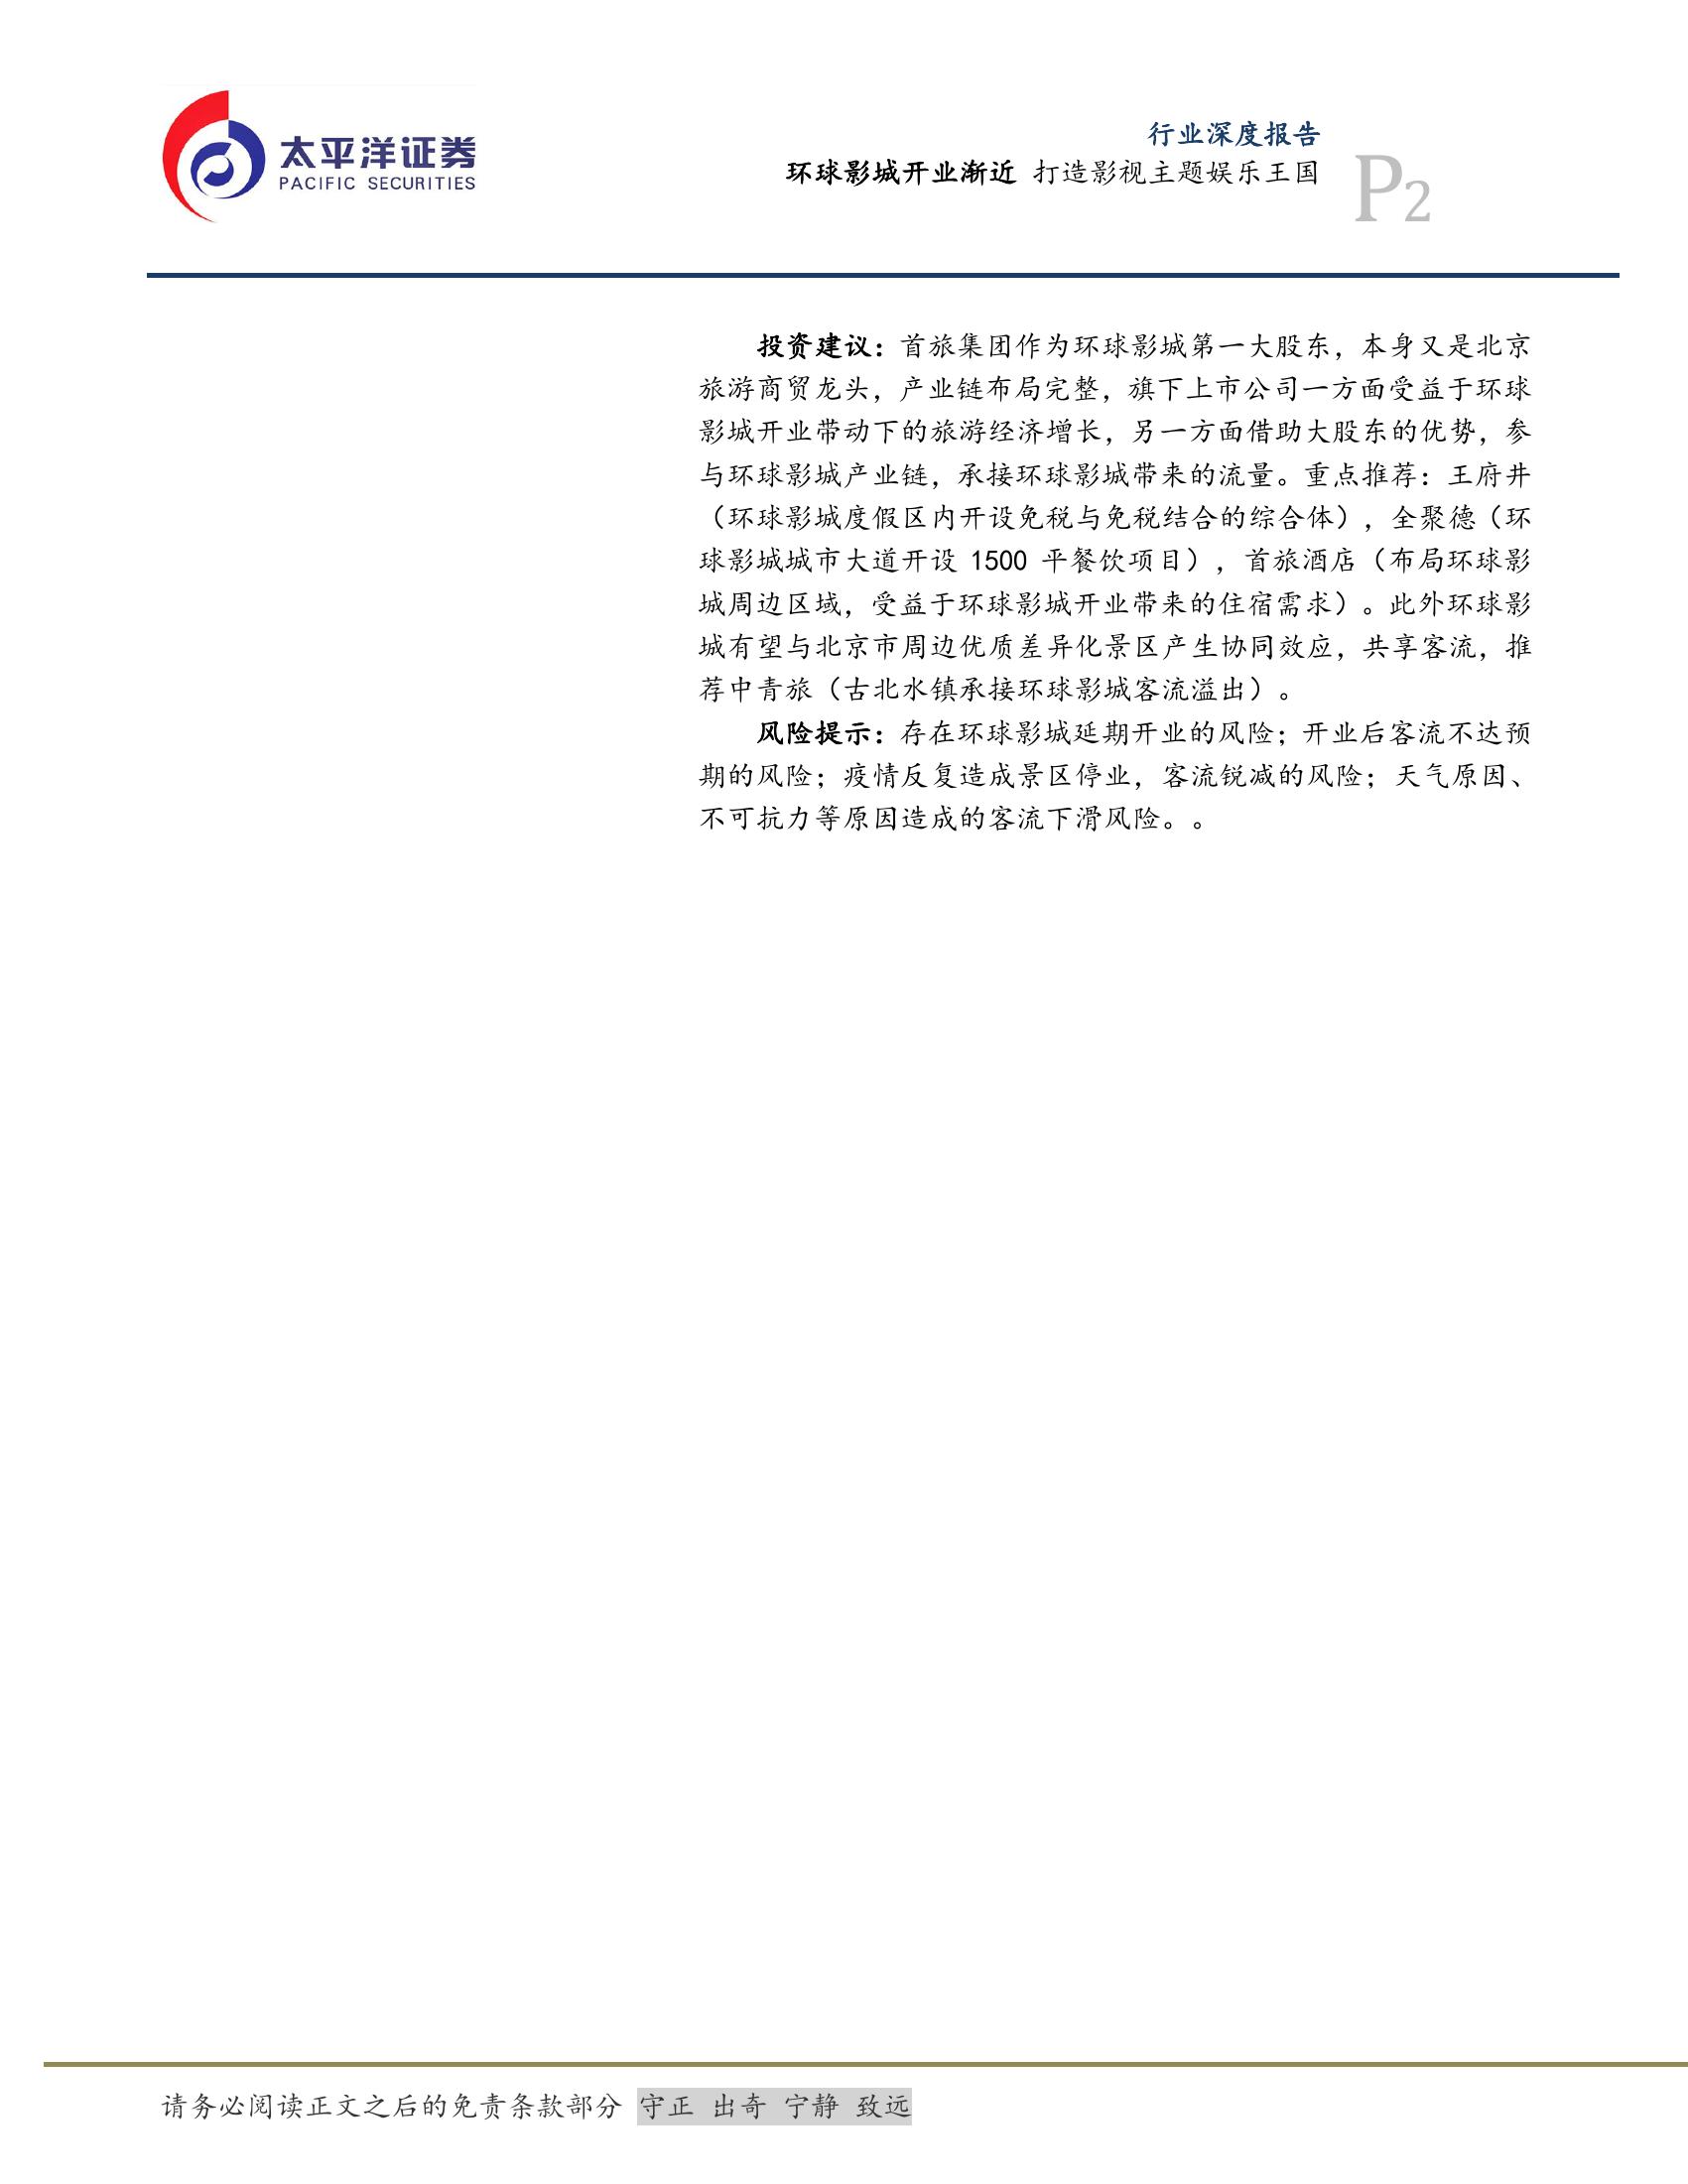 太平洋证券
PACIFIC SECURITIES
行业深度报告
环球影城开业渐近 打造影视主题娱乐王国
P2
投资建议：首旅集团作为环球影城第一大股东，本身又是北京
旅游商贸龙头，产业链布局完整，旗下上市公司一方面受益于环球
影城开业带动下的旅游经济增长，另一方面借助大股东的优势，参
与环球影城产业链，承接环球影城带来的流量。重点推荐：王府井
（环球影城度假区内开设免税与免税结合的综合体），全聚德（环
球影城城市大道开设 1500 平餐饮项目），首旅酒店（布局环球影
城周边区域，受益于环球影城开业带来的住宿需求）。此外环球影
城有望与北京市周边优质差异化景区产生协同效应，共享客流，推
荐中青旅（古北水镇承接环球影城客流溢出）。
风险提示：存在环球影城延期开业的风险；开业后客流不达预
期的风险；疫情反复造成景区停业，客流锐减的风险；天气原因、
不可抗力等原因造成的客流下滑风险。。
请务必阅读正文之后的免责条款部分 守正 出奇 宁静 致远